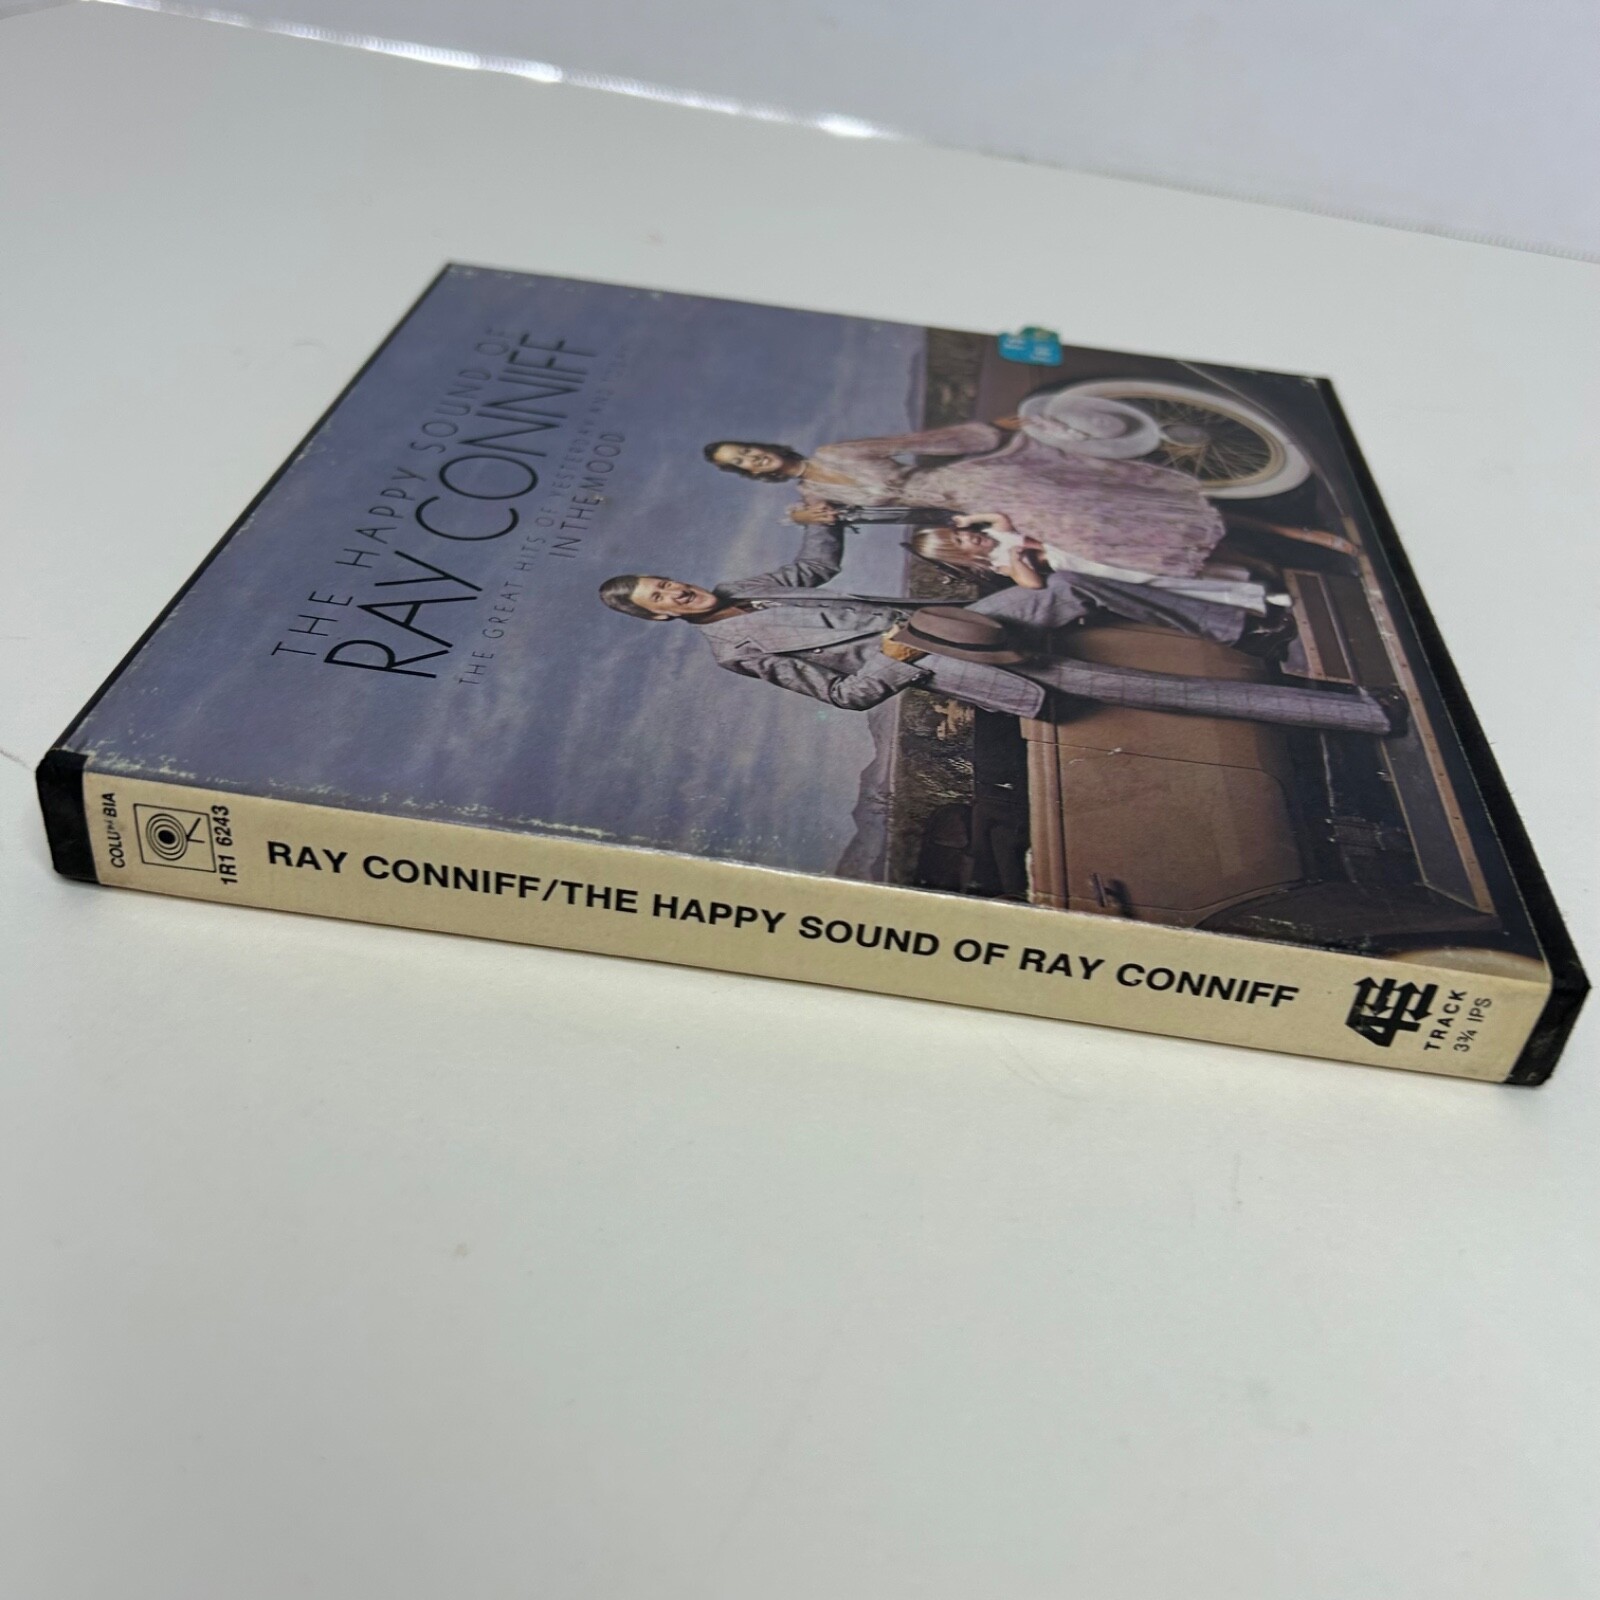 THE HAPPY SOUND OF
RAY CONNIFF
THE GREAT HITS OF YESTERDAY AND TODAY
IN THE MOOD
COLUMBIA
1R1 6243
RAY CONNIFF/THE HAPPY SOUND OF RAY CONNIFF
4
TRACK
3¾ IPS